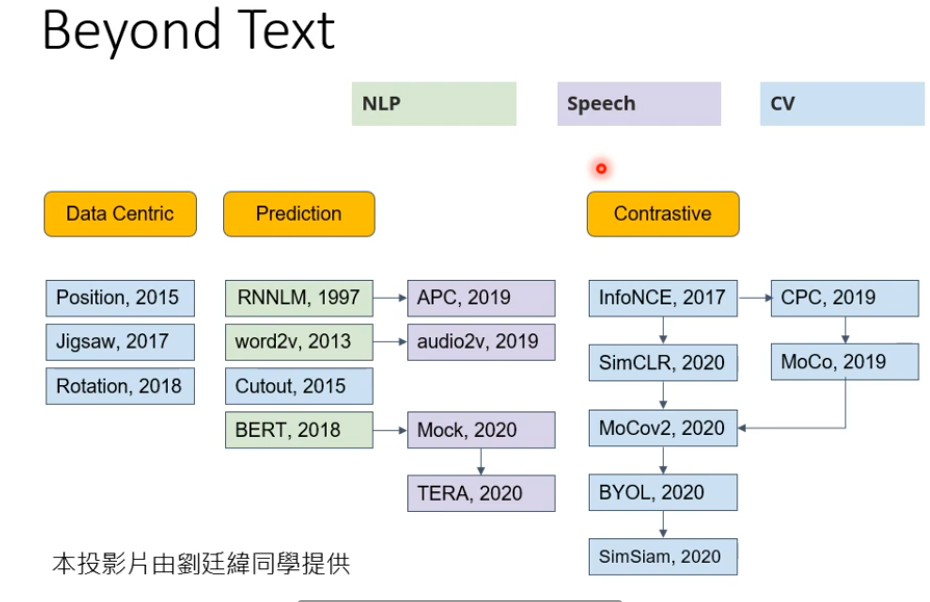 Beyond Text
NLP
Speech
CV
Data Centric
Prediction
Contrastive
Position, 2015
RNNLM, 1997
APC, 2019
InfoNCE, 2017
CPC, 2019
Jigsaw, 2017
word2v, 2013
audio2v, 2019
SimCLR, 2020
MoCo, 2019
Rotation, 2018
Cutout, 2015
BERT, 2018
Mock, 2020
MoCov2, 2020
TERA, 2020
BYOL, 2020
SimSiam, 2020
本投影片由劉廷緯同學提供